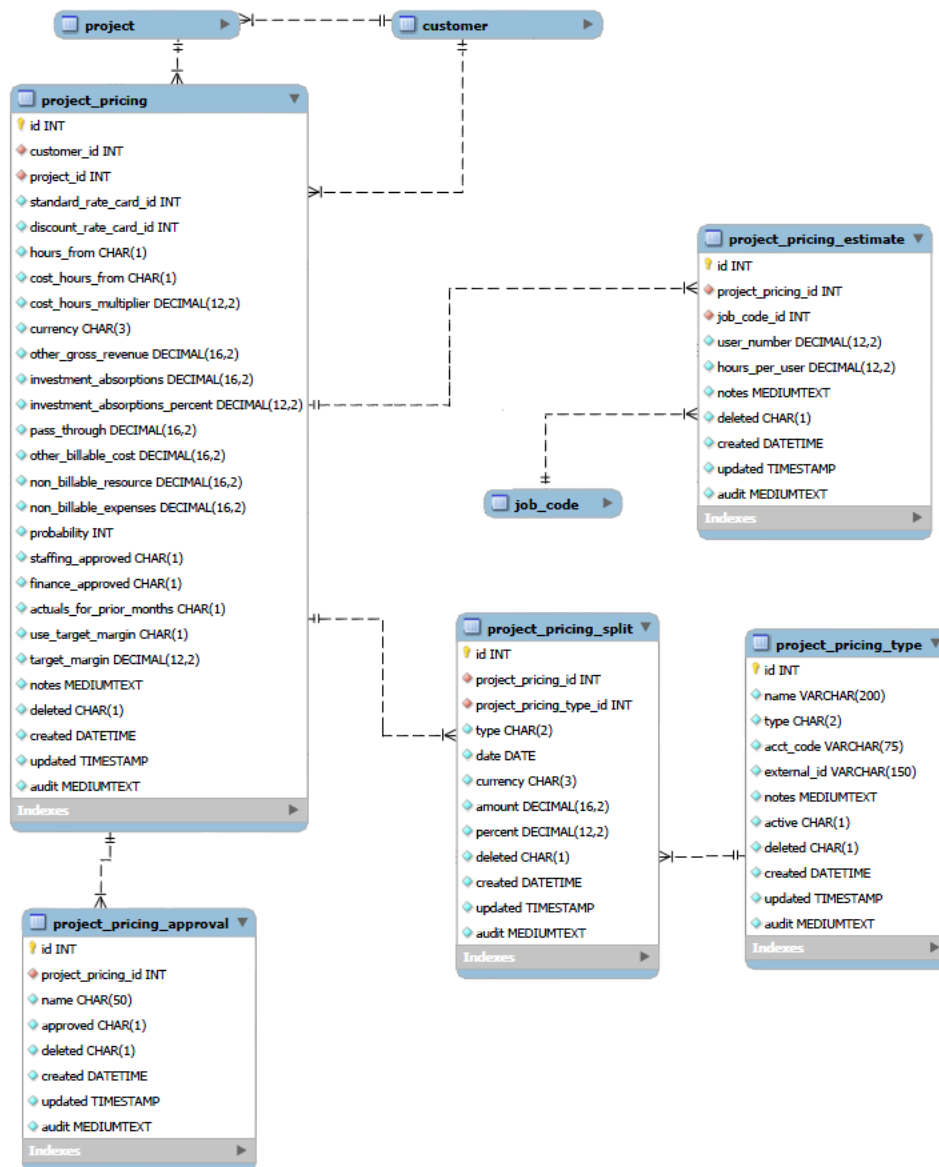 project
customer
project_pricing
id INT
customer_id INT
project_id INT
standard_rate_card_id INT
discount_rate_card_id INT
hours_from CHAR(1)
cost_hours_from CHAR(1)
cost_hours_multiplier DECIMAL(12,2)
currency CHAR(3)
other_gross_revenue DECIMAL(16,2)
investment_absorptions DECIMAL(16,2)
investment_absorptions_percent DECIMAL(12,2)
pass_through DECIMAL(16,2)
other_billable_cost DECIMAL(16,2)
non_billable_resource DECIMAL(16,2)
non_billable_expenses DECIMAL(16,2)
probability INT
staffing_approved CHAR(1)
finance_approved CHAR(1)
actuals_for_prior_months CHAR(1)
use_target_margin CHAR(1)
target_margin DECIMAL(12,2)
notes MEDIUMTEXT
deleted CHAR(1)
created DATETIME
updated TIMESTAMP
audit MEDIUMTEXT
Indexes
project_pricing_estimate
id INT
project_pricing_id INT
job_code_id INT
user_number DECIMAL(12,2)
hours_per_user DECIMAL(12,2)
notes MEDIUMTEXT
deleted CHAR(1)
created DATETIME
updated TIMESTAMP
audit MEDIUMTEXT
Indexes
job_code
project_pricing_split
id INT
project_pricing_id INT
project_pricing_type_id INT
type CHAR(2)
date DATE
currency CHAR(3)
amount DECIMAL(16,2)
percent DECIMAL(12,2)
deleted CHAR(1)
created DATETIME
updated TIMESTAMP
audit MEDIUMTEXT
Indexes
project_pricing_type
id INT
name VARCHAR(200)
type CHAR(2)
acct_code VARCHAR(75)
external_id VARCHAR(150)
notes MEDIUMTEXT
active CHAR(1)
deleted CHAR(1)
created DATETIME
updated TIMESTAMP
audit MEDIUMTEXT
Indexes
project_pricing_approval
id INT
project_pricing_id INT
name CHAR(50)
approved CHAR(1)
deleted CHAR(1)
created DATETIME
updated TIMESTAMP
audit MEDIUMTEXT
Indexes